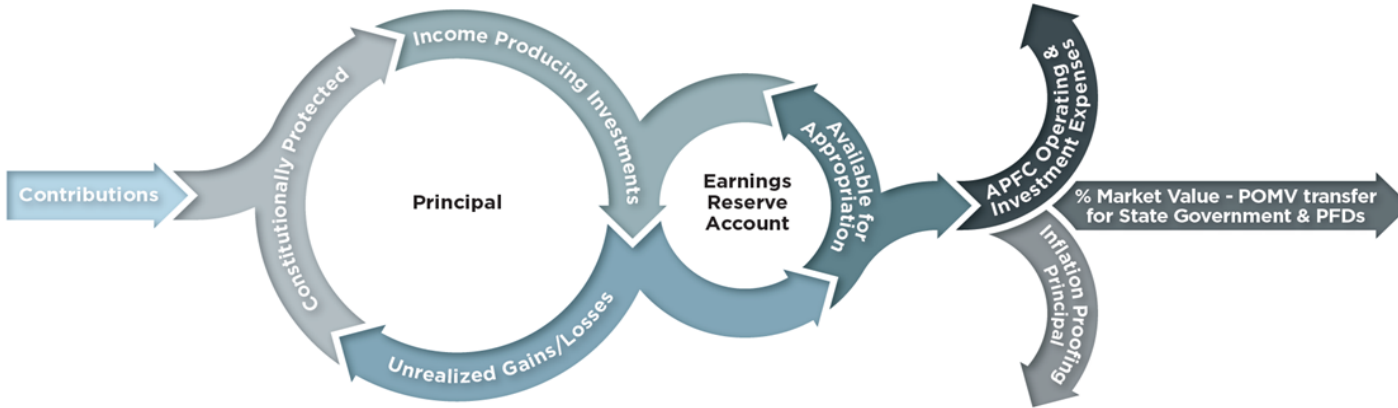 Contributions
Constitutionally Protected
Income Producing Investments
Principal
Unrealized Gains/Losses
Earnings
Reserve
Account
Available for
Appropriation
APFC Operating &
Investment Expenses
% Market Value - POMV transfer
for State Government & PFDs
Inflation Proofing
Principal